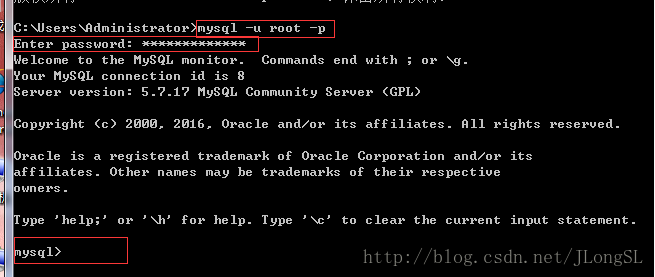 C:\Users\Administrator>mysql -u root -p
Enter password: *************
Welcome to the MySQL monitor.  Commands end with ; or \g.
Your MySQL connection id is 8
Server version: 5.7.17 MySQL Community Server (GPL)
Copyright (c) 2000, 2016, Oracle and/or its affiliates. All rights reserved.
Oracle is a registered trademark of Oracle Corporation and/or its
affiliates. Other names may be trademarks of their respective
owners.
Type 'help;' or '\h' for help. Type '\c' to clear the current input statement.
mysql>
http://blog.csdn.net/JLongSL